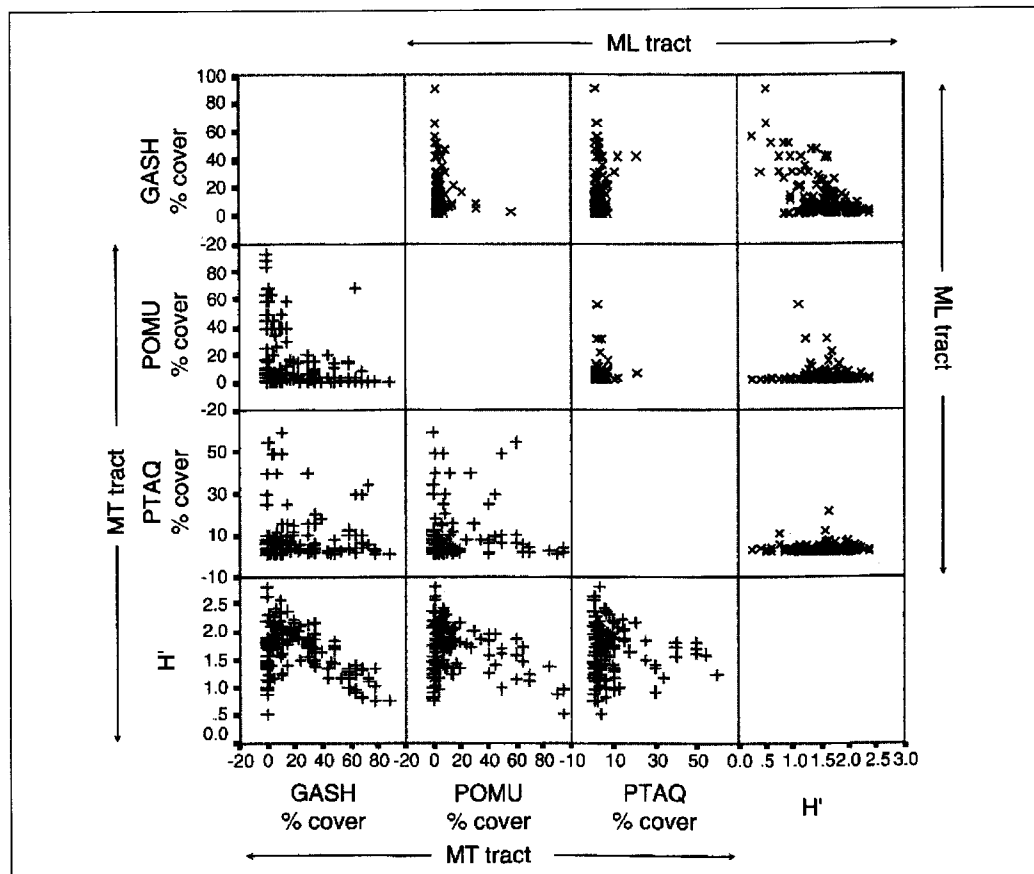 ML tract
100
80
60
40
20
0
-20
GASH
% cover
80
60
40
20
0
-20
POMU
% cover
50
30
10
-10
PTAQ
% cover
2.5
2.0
1.5
1.0
.5
0.0
H'
MT tract
ML tract
-20 0 20 40 60 80
-20 0 20 40 60 80
-10 10 30 50
0.0 .5 1.0 1.5 2.0 2.5 3.0
GASH
% cover
POMU
% cover
PTAQ
% cover
H'
MT tract